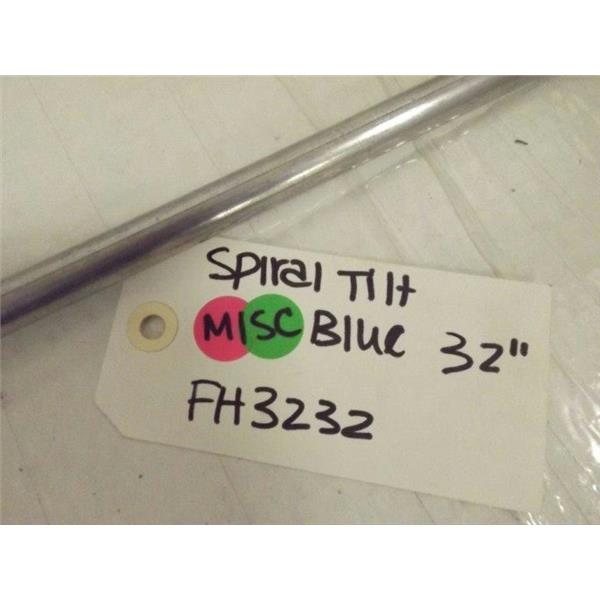 Spiral Tilt
MISC Blue 32"
FH3232